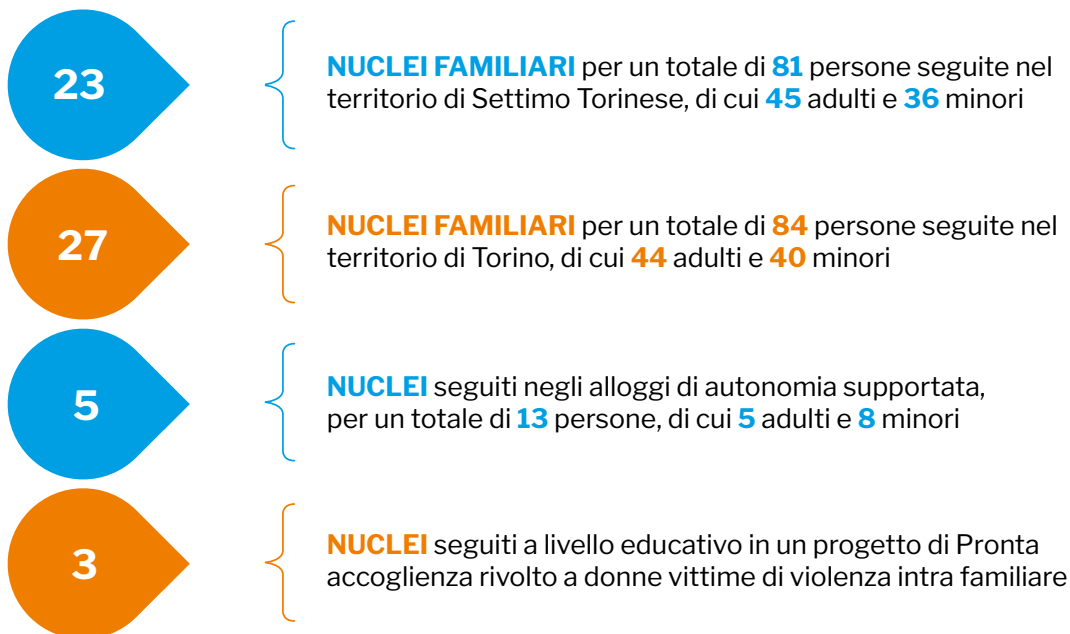 23
NUCLEI FAMILIARI per un totale di 81 persone seguite nel
territorio di Settimo Torinese, di cui 45 adulti e 36 minori
27
NUCLEI FAMILIARI per un totale di 84 persone seguite nel
territorio di Torino, di cui 44 adulti e 40 minori
5
NUCLEI seguiti negli alloggi di autonomia supportata,
per un totale di 13 persone, di cui 5 adulti e 8 minori
3
NUCLEI seguiti a livello educativo in un progetto di Pronta
accoglienza rivolto a donne vittime di violenza intra familiare